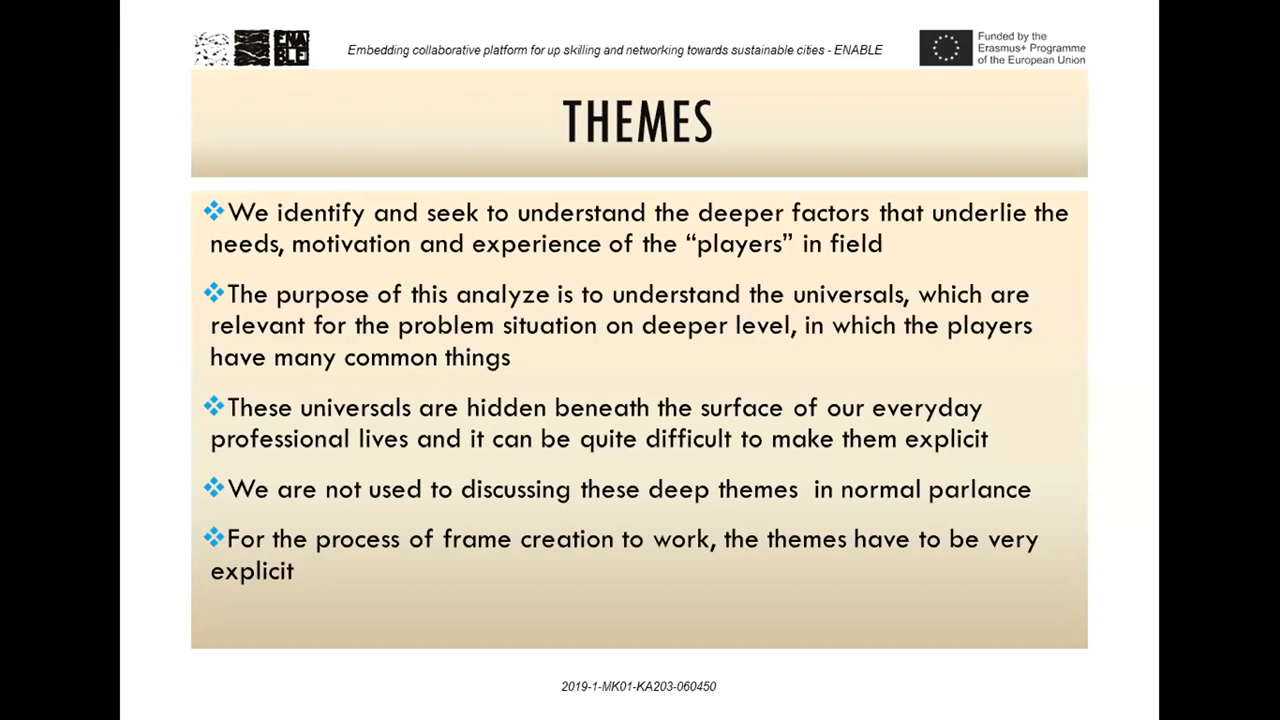 ENA
BLE
Embedding collaborative platform for up skilling and networking towards sustainable cities - ENABLE
Funded by the
Erasmus+ Programme
of the European Union
THEMES
❖We identify and seek to understand the deeper factors that underlie the
needs, motivation and experience of the “players” in field
❖The purpose of this analyze is to understand the universals, which are
relevant for the problem situation on deeper level, in which the players
have many common things
❖These universals are hidden beneath the surface of our everyday
professional lives and it can be quite difficult to make them explicit
❖We are not used to discussing these deep themes  in normal parlance
❖For the process of frame creation to work, the themes have to be very
explicit
2019-1-MK01-KA203-060450